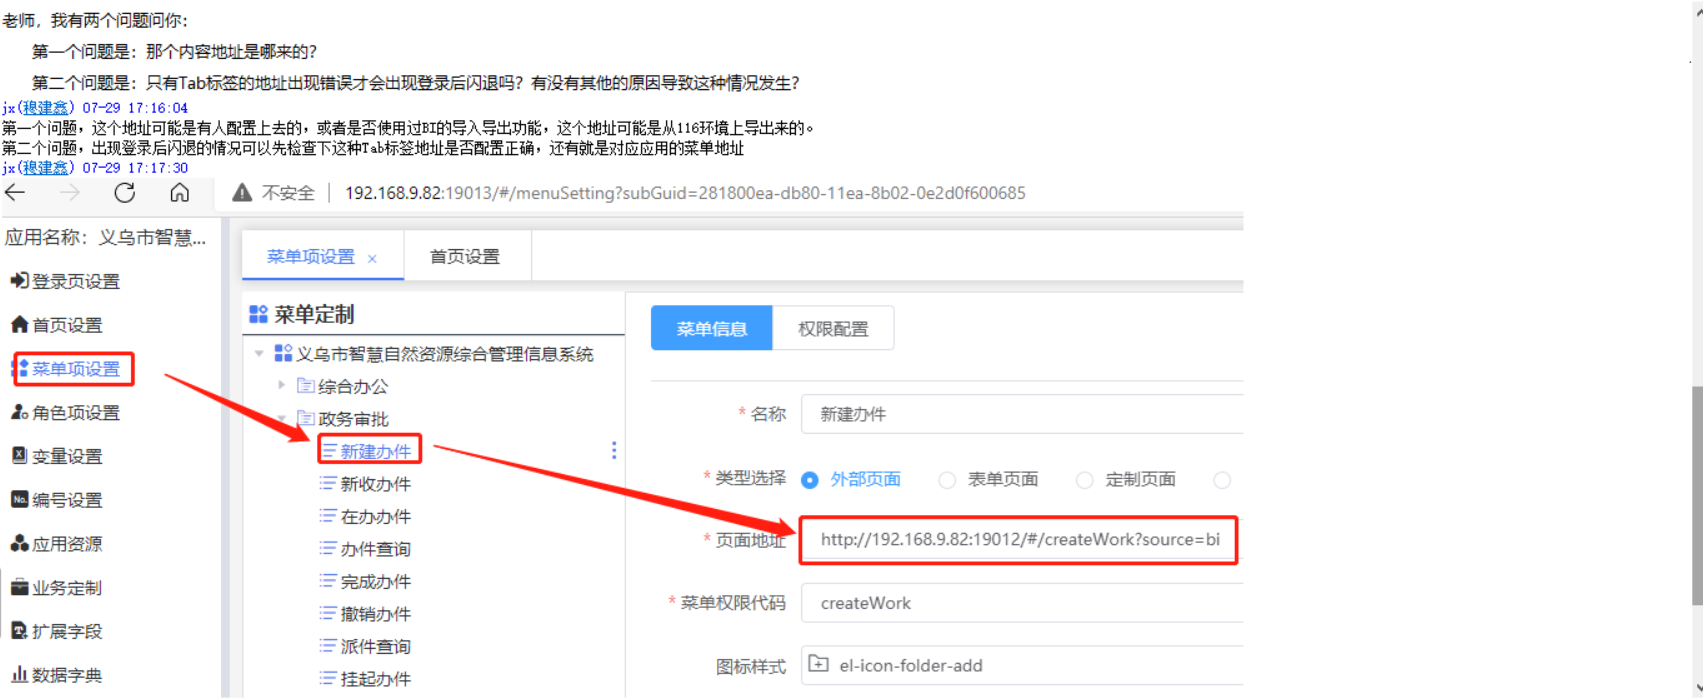 老师，我有两个问题问你：
第一个问题是：那个内容地址是哪来的？
第二个问题是：只有Tab标签的地址出现错误才会出现登录后闪退吗？有没有其他的原因导致这种情况发生？
jx(穆建鑫) 07-29 17:16:04
第一个问题，这个地址可能是有人配置上去的，或者是否使用过BI的导入导出功能，这个地址可能是从116环境上导出来的。
第二个问题，出现登录后闪退的情况可以先检查下这种Tab标签地址是否配置正确，还有就是对应应用的菜单地址
jx(穆建鑫) 07-29 17:17:30
不安全 192.168.9.82:19013/#/menuSetting?subGuid=281800ea-db80-11ea-8b02-0e2d0f600685
应用名称：义乌市智慧...
登录页设置
首页设置
菜单项设置
角色项设置
变量设置
No. 编号设置
应用资源
业务定制
扩展字段
数据字典
菜单项设置 ×
首页设置
菜单定制
义乌市智慧自然资源综合管理信息系统
综合办公
政务审批
新建办件
新收办件
在办办件
办件查询
完成办件
撤销办件
派件查询
挂起办件
菜单信息
权限配置
* 名称 新建办件
* 类型选择 外部页面 表单页面 定制页面
* 页面地址 http://192.168.9.82:19012/#/createWork?source=bi
* 菜单权限代码 createWork
图标样式 el-icon-folder-add